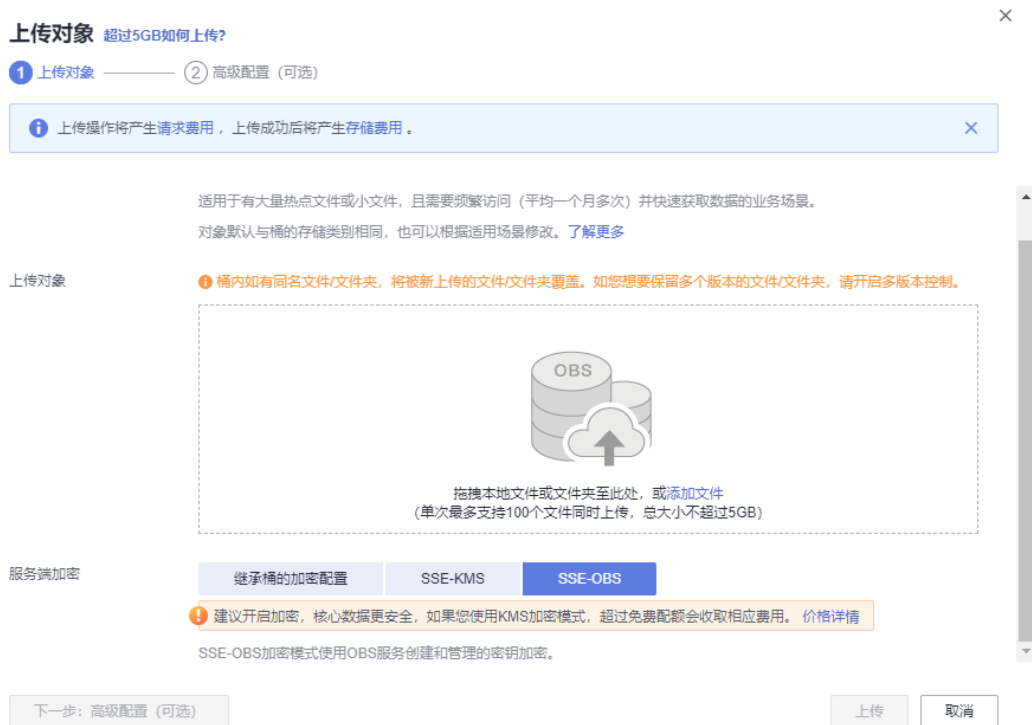 上传对象 超过5GB如何上传?
1 上传对象 2 高级配置（可选）
上传操作将产生请求费用，上传成功后将产生存储费用。
适用于有大量热点文件或小文件，且需要频繁访问（平均一个月多次）并快速获取数据的业务场景。
对象默认与桶的存储类别相同，也可以根据适用场景修改。了解更多
上传对象
桶内如有同名文件/文件夹，将被新上传的文件/文件夹覆盖。如您想要保留多个版本的文件/文件夹，请开启多版本控制。
OBS
拖拽本地文件或文件夹至此处，或添加文件
(单次最多支持100个文件同时上传，总大小不超过5GB)
服务端加密
继承桶的加密配置 SSE-KMS SSE-OBS
建议开启加密，核心数据更安全，如果您使用KMS加密模式，超过免费配额会收取相应费用。 价格详情
SSE-OBS加密模式使用OBS服务创建和管理的密钥加密。
下一步：高级配置（可选） 上传 取消